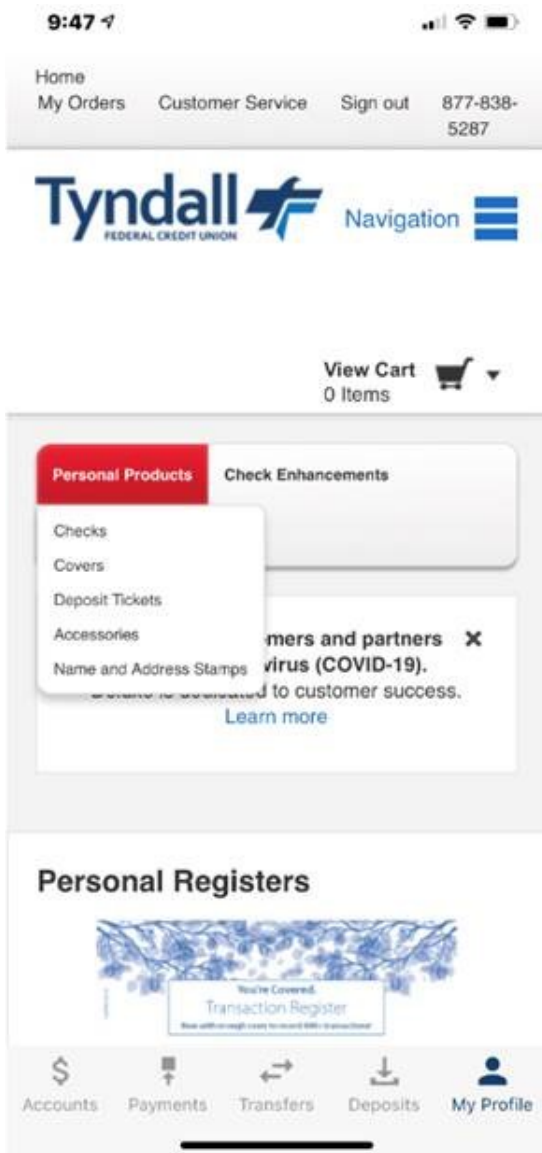 9:47
Home
My Orders Customer Service Sign out 877-838-
5287
Tyndall
FEDERAL CREDIT UNION
Navigation
View Cart
0 Items
Personal Products Check Enhancements
Checks
Covers
Deposit Tickets
Accessories
Name and Address Stamps
mers and partners
virus (COVID-19).
to customer success.
Learn more
Personal Registers
You're Covered.
Transaction Register
Accounts Payments Transfers Deposits My Profile